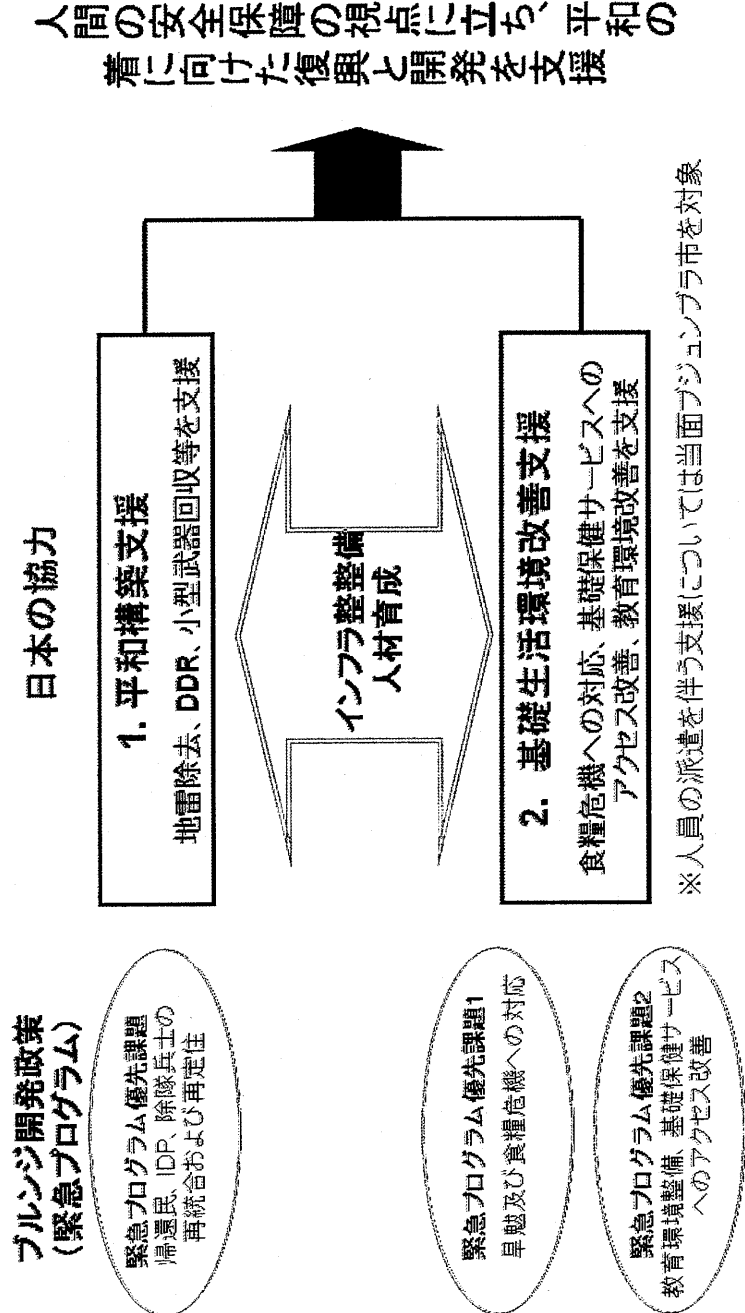 ブルンジ開発政策
(緊急プログラム)
緊急プログラム優先課題
帰還民、IDP、除隊兵士の
再統合および再定住
緊急プログラム優先課題1
旱魃及び食糧危機への対応
緊急プログラム優先課題2
教育環境整備、基礎保健サービス
へのアクセス改善
日本の協力
1. 平和構築支援
地雷除去、DDR、小型武器回収等を支援
インフラ整整備
人材育成
2. 基礎生活環境改善支援
食糧危機への対応、基礎保健サービスへの
アクセス改善、教育環境改善を支援
※人員の派遣を伴う支援については当面ブジュンブラ市を対象
人間の安全保障の視点に立ち、平和の
着に向けた復興と開発を支援